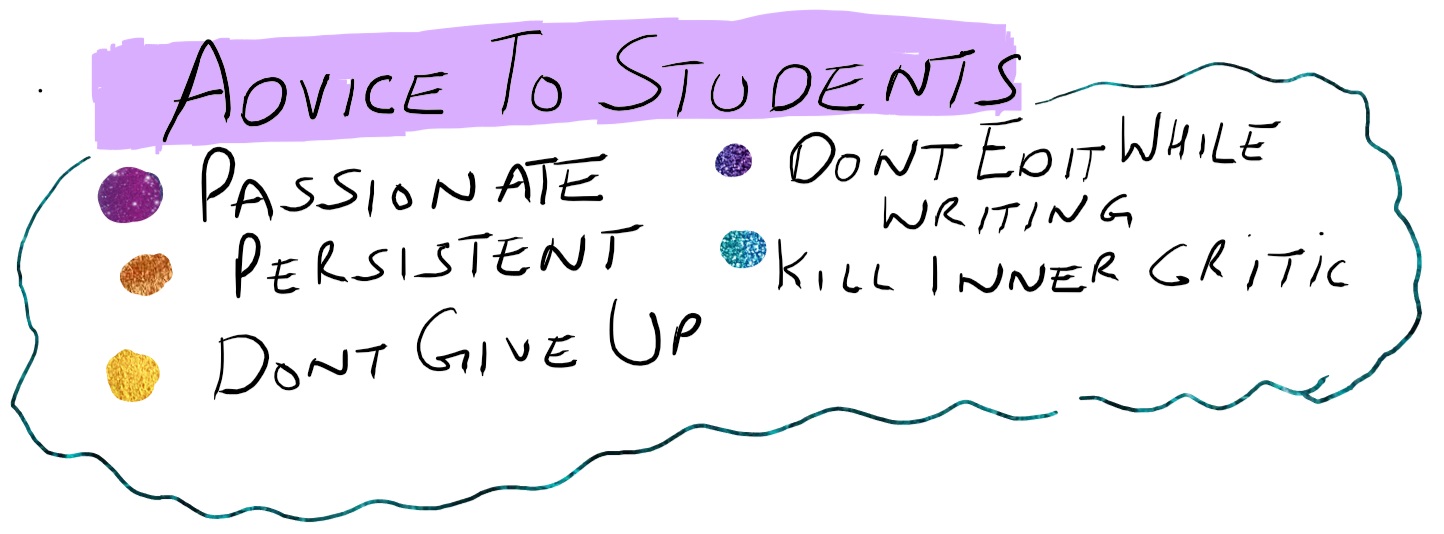 ADVICE TO STUDENTS
PASSIONATE
PERSISTENT
DONT GIVE UP
DONT EDIT WHILE
WRITING
KILL INNER CRITIC